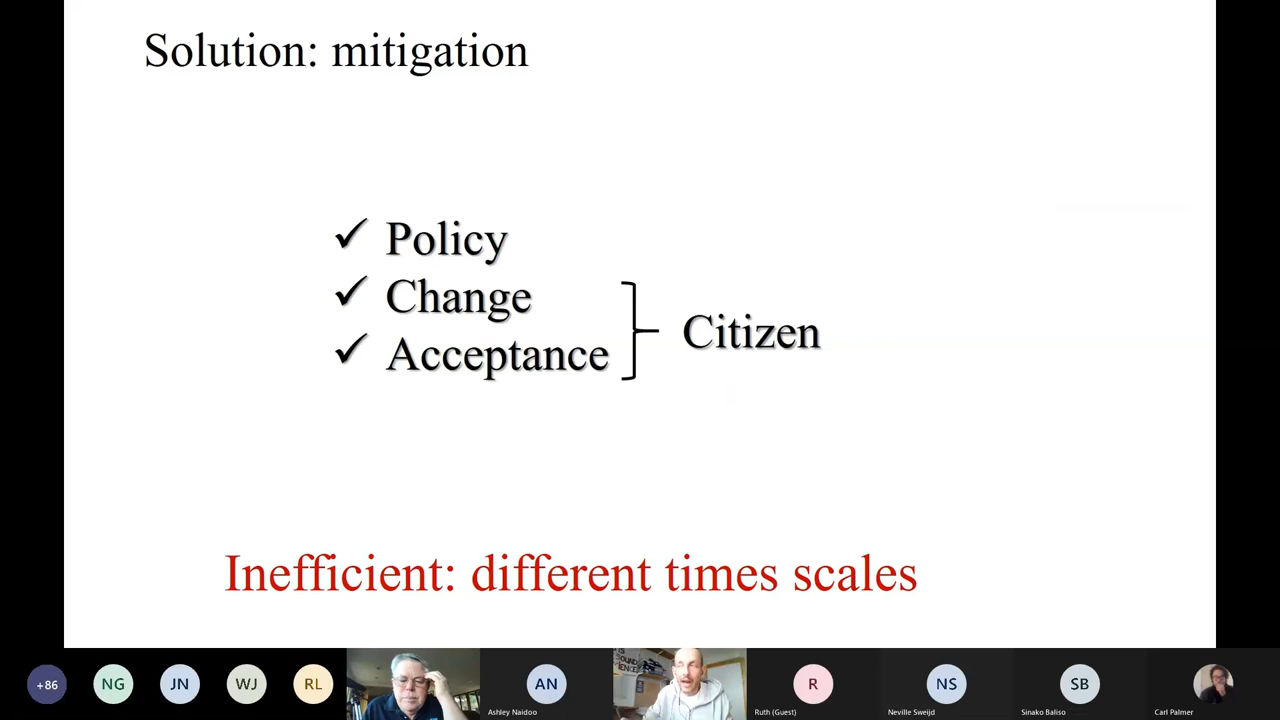 Solution: mitigation
✓ Policy
✓ Change
✓ Acceptance
Citizen
Inefficient: different times scales
+86
NG
JN
WJ
RL
AN
Ashley Naidoo
R
Ruth (Guest)
NS
Neville Sweijd
SB
Sinako Baliso
Carl Palmer